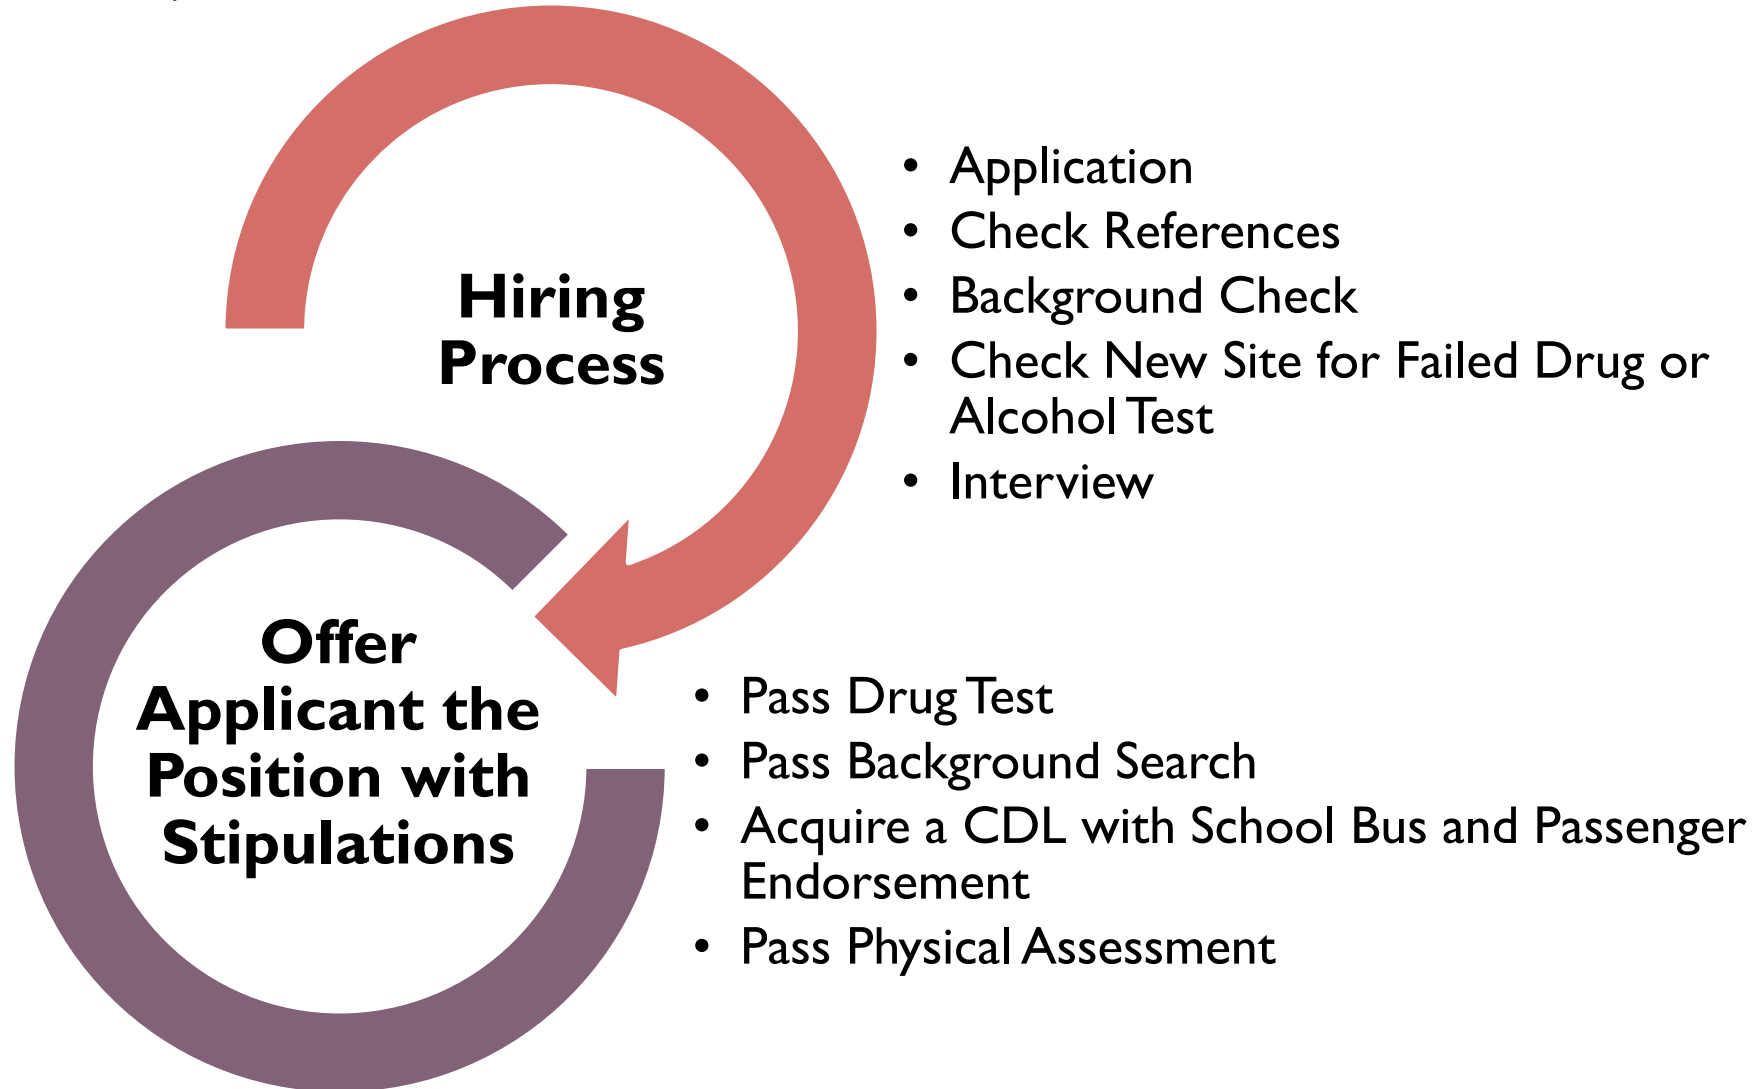 Hiring
Process
• Application
• Check References
• Background Check
• Check New Site for Failed Drug or
Alcohol Test
• Interview
Offer
Applicant the
Position with
Stipulations
• Pass Drug Test
• Pass Background Search
• Acquire a CDL with School Bus and Passenger
Endorsement
• Pass Physical Assessment